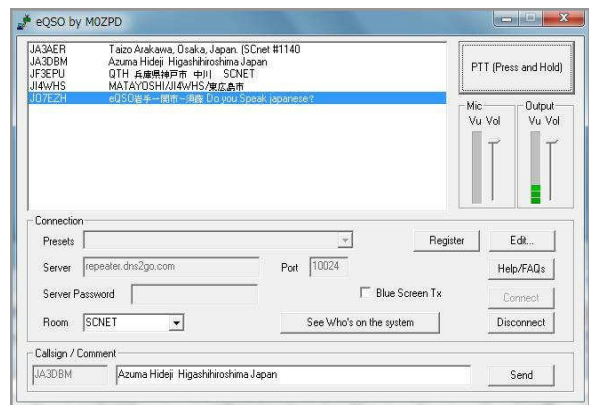 eQSO by M0ZPD
JA3AER Taizo Arakawa, Osaka, Japan. (SCnet #1140
JA3DBM Azuma Hideji Higashihiroshima Japan
JF3EPU QTH 兵庫県神戸市 中川 SCNET
JI4WHS MATAYOSHI/JI4WHS/東広島市
JO7EZH eQSO岩手一関市-須藤 Do you Speak japanese?
PTT (Press and Hold)
Mic Output
Vu Vol Vu Vol
Connection
Presets Register Edit...
Server repeater.dns2go.com Port 10024 Help/FAQs
Server Password Blue Screen Tx Connect
Room SCNET See Who's on the system Disconnect
Callsign / Comment
JA3DBM Azuma Hideji Higashihiroshima Japan Send